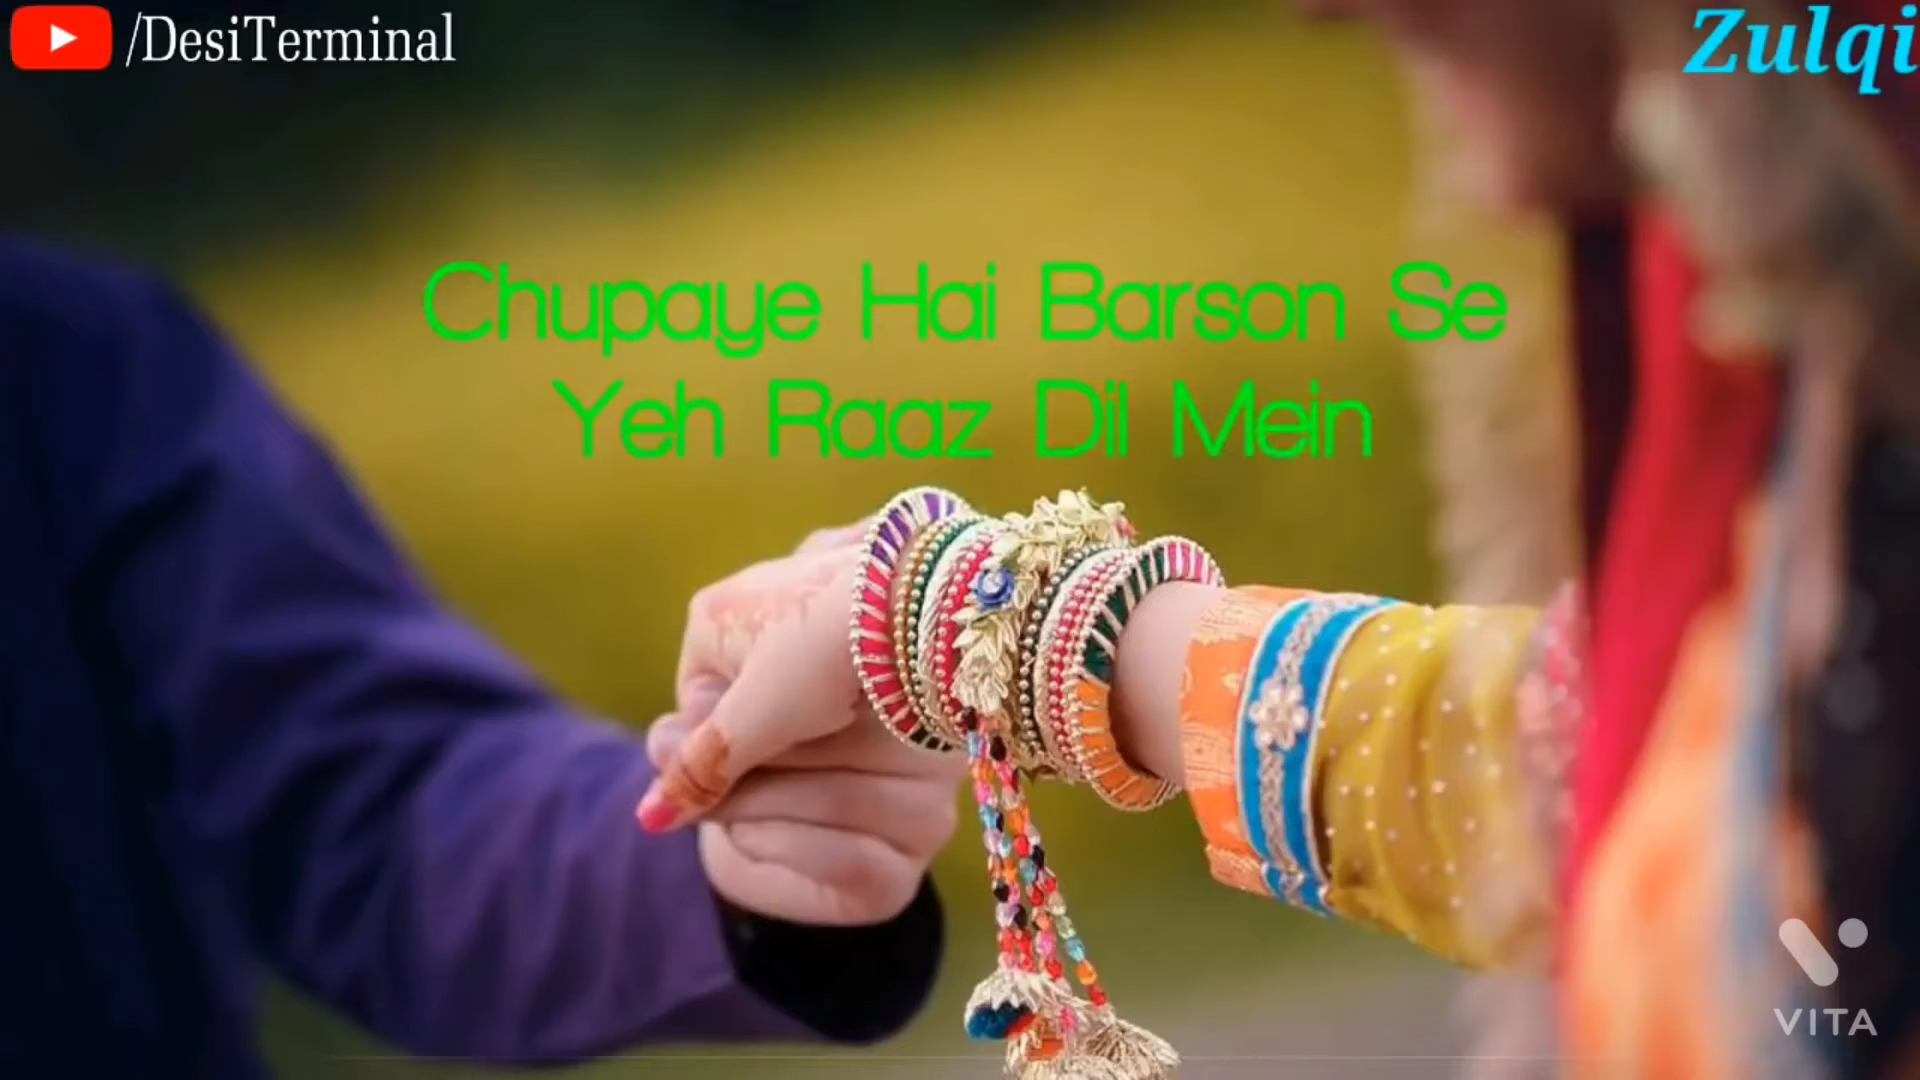 /DesiTerminal
Zulqi
Chupaye Hai Barson Se
Yeh Raaz Dil Mein
VITA